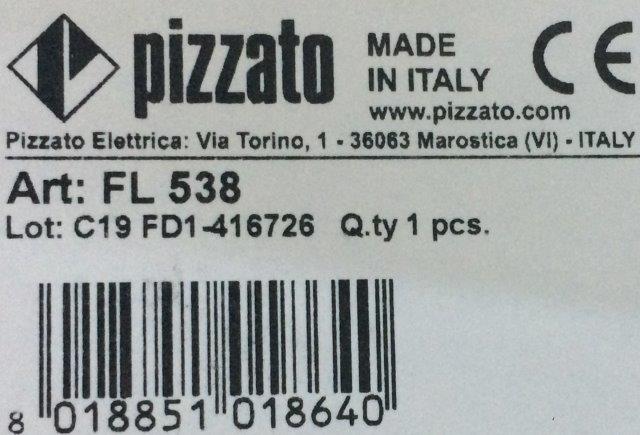 pizzato
MADE
IN ITALY
CE
www.pizzato.com
Pizzato Elettrica: Via Torino, 1 - 36063 Marostica (VI) - ITALY
Art: FL 538
Lot: C19 FD1-416726 Q.ty 1 pcs.
8 018851 018640